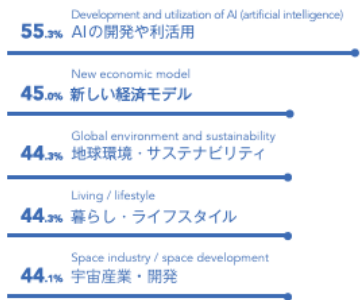 Development and utilization of AI (artificial intelligence)
55.3% AIの開発や利活用
New economic model
45.0% 新しい経済モデル
Global environment and sustainability
44.3% 地球環境・サステナビリティ
Living / lifestyle
44.3% 暮らし・ライフスタイル
Space industry / space development
44.1% 宇宙産業・開発